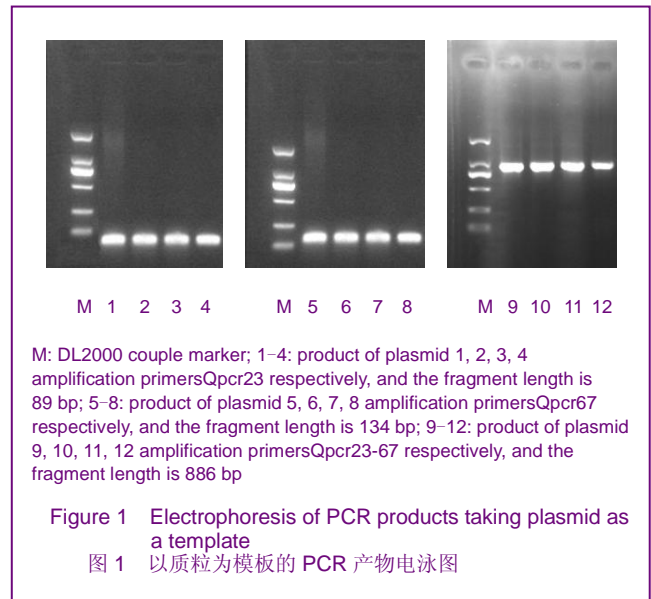 M 1 2 3 4 M 5 6 7 8 M 9 10 11 12
M: DL2000 couple marker; 1-4: product of plasmid 1, 2, 3, 4
amplification primersQpcr23 respectively, and the fragment length is
89 bp; 5-8: product of plasmid 5, 6, 7, 8 amplification primersQpcr67
respectively, and the fragment length is 134 bp; 9-12: product of plasmid
9, 10, 11, 12 amplification primersQpcr23-67 respectively, and the
fragment length is 886 bp
Figure 1 Electrophoresis of PCR products taking plasmid as
a template
图 1 以质粒为模板的 PCR 产物电泳图